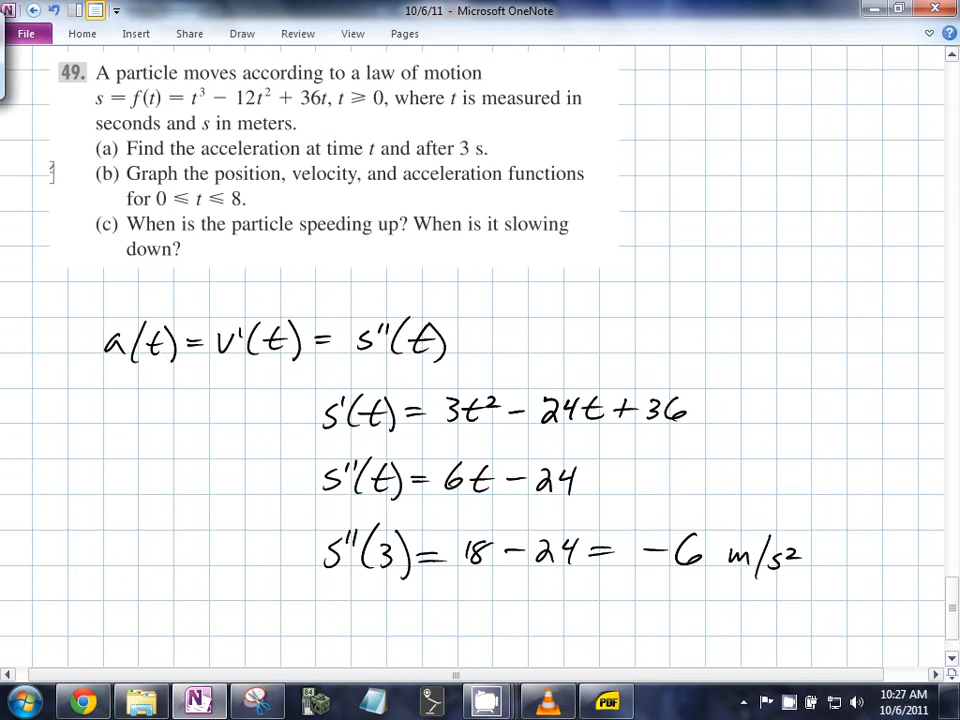 10/6/11 - Microsoft OneNote
File Home Insert Share Draw Review View Pages
49. A particle moves according to a law of motion
s = f(t) = t³ − 12t² + 36t, t ⩾ 0, where t is measured in
seconds and s in meters.
(a) Find the acceleration at time t and after 3 s.
(b) Graph the position, velocity, and acceleration functions
for 0 ⩽ t ⩽ 8.
(c) When is the particle speeding up? When is it slowing
down?
a(t) = v'(t) = s''(t)
s'(t) = 3t² − 24t + 36
s''(t) = 6t − 24
s''(3) = 18 − 24 = −6 m/s²
PDF
10:27 AM
10/6/2011